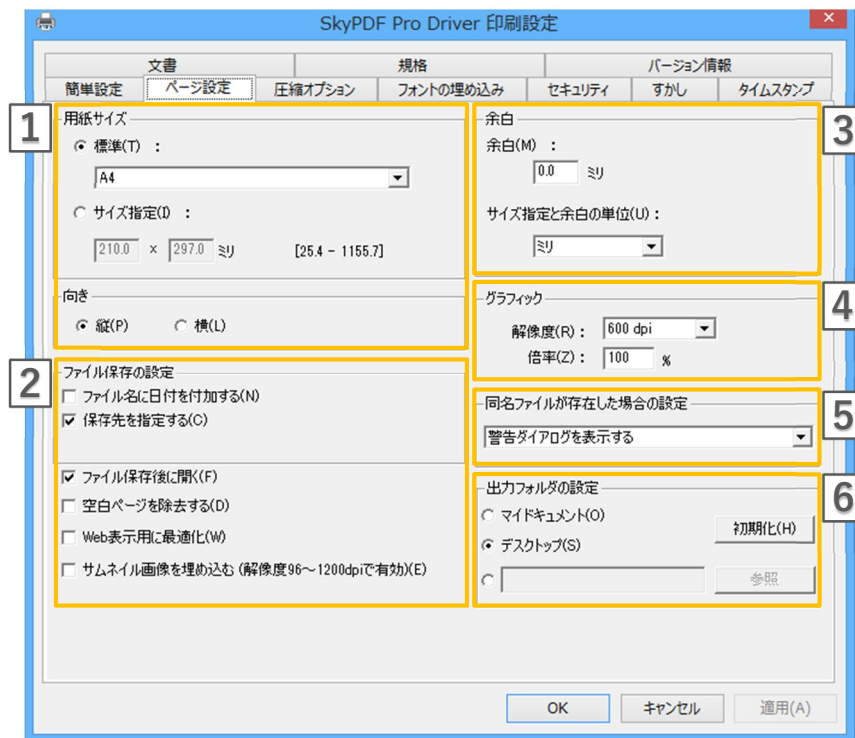 SkyPDF Pro Driver 印刷設定
文書 規格 バージョン情報
簡単設定 ページ設定 圧縮オプション フォントの埋め込み セキュリティ すかし タイムスタンプ
1
用紙サイズ
標準(T) :
A4
サイズ指定(I) :
210.0 × 297.0 ミリ [25.4 - 1155.7]
向き
縦(P) 横(L)
2
ファイル保存の設定
ファイル名に日付を付加する(N)
保存先を指定する(C)
ファイル保存後に開く(F)
空白ページを除去する(D)
Web表示用に最適化(W)
サムネイル画像を埋め込む (解像度96～1200dpiで有効)(E)
3
余白
余白(M) :
0.0 ミリ
サイズ指定と余白の単位(U) :
ミリ
4
グラフィック
解像度(R) : 600 dpi
倍率(Z) : 100 %
5
同名ファイルが存在した場合の設定
警告ダイアログを表示する
6
出力フォルダの設定
マイドキュメント(O)
初期化(H)
デスクトップ(S)
参照
OK キャンセル 適用(A)